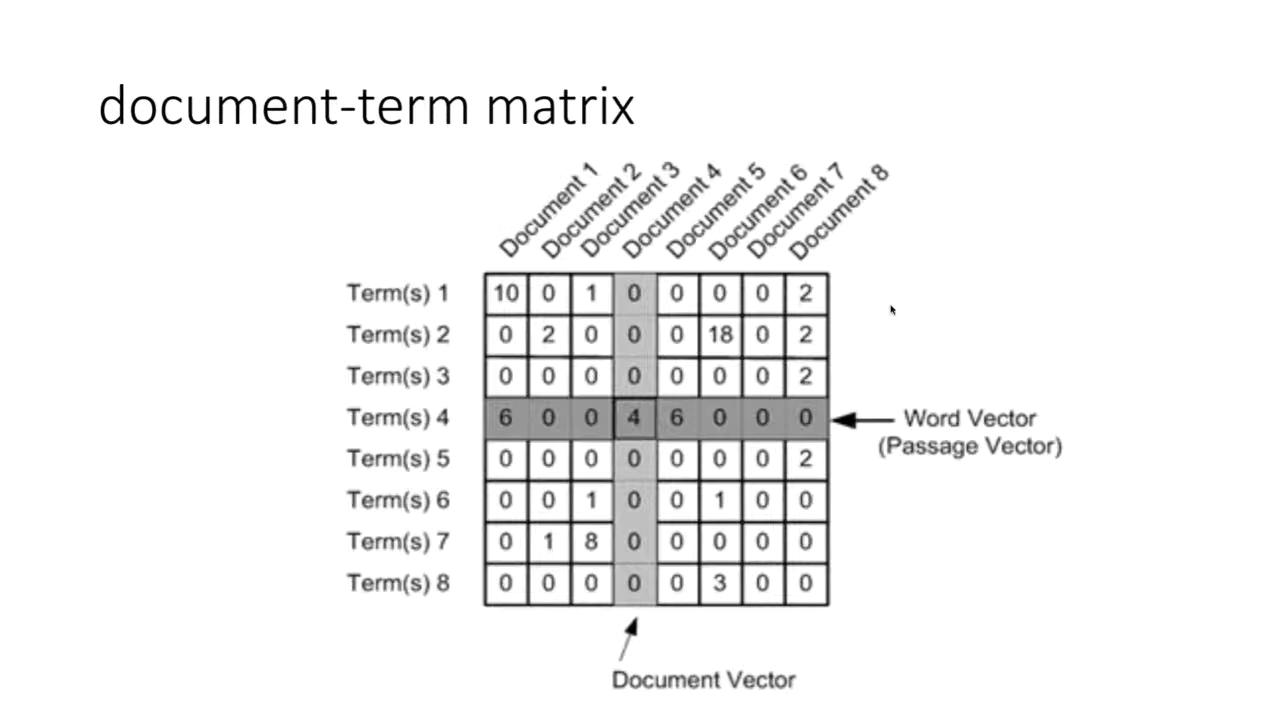 document-term matrix
Document 1
Document 2
Document 3
Document 4
Document 5
Document 6
Document 7
Document 8
Term(s) 1 10 0 1 0 0 0 0 2
Term(s) 2 0 2 0 0 0 18 0 2
Term(s) 3 0 0 0 0 0 0 0 2
Term(s) 4 6 0 0 4 6 0 0 0
Word Vector
(Passage Vector)
Term(s) 5 0 0 0 0 0 0 0 2
Term(s) 6 0 0 1 0 0 1 0 0
Term(s) 7 0 1 8 0 0 0 0 0
Term(s) 8 0 0 0 0 0 3 0 0
Document Vector